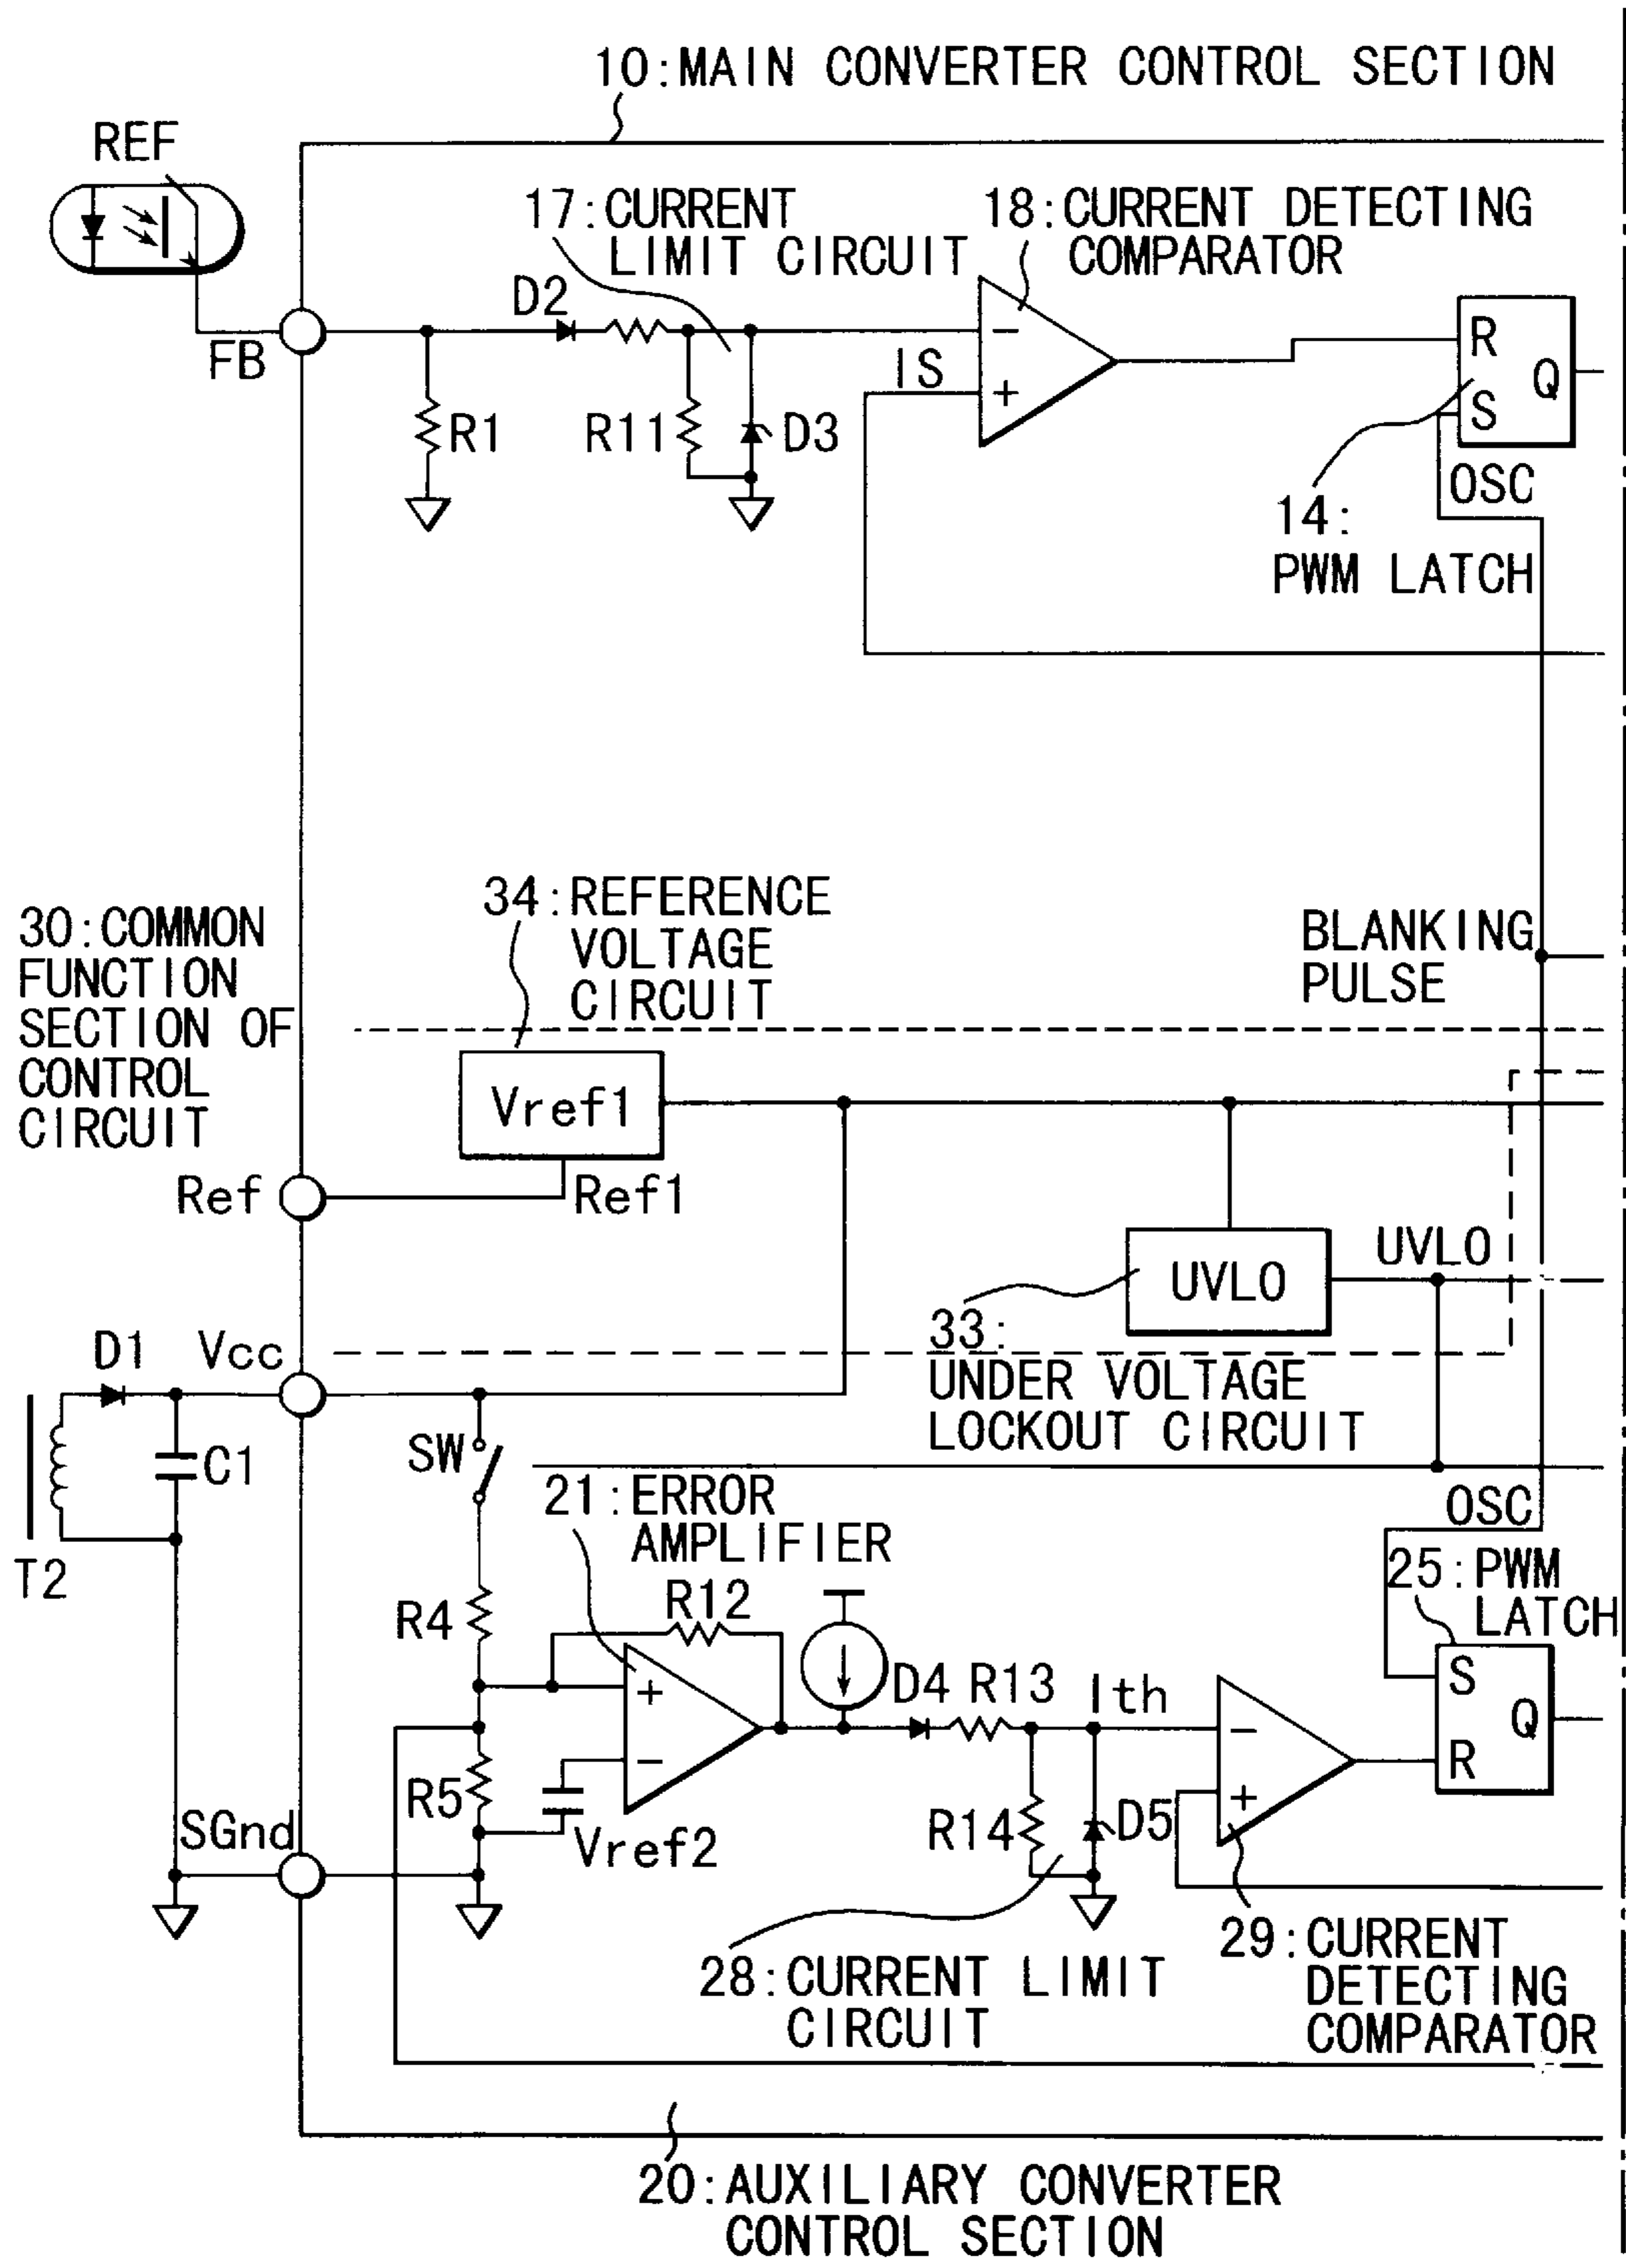 10:MAIN CONVERTER CONTROL SECTION
REF
17:CURRENT
LIMIT CIRCUIT
18:CURRENT DETECTING
COMPARATOR
D2
FB
IS
−
+
R
S
Q
R1
R11
D3
OSC
14:
PWM LATCH
34:REFERENCE
VOLTAGE
CIRCUIT
30:COMMON
FUNCTION
SECTION OF
CONTROL
CIRCUIT
BLANKING
PULSE
Vref1
Ref
Ref1
UVLO
UVLO
33:
UNDER VOLTAGE
LOCKOUT CIRCUIT
D1
Vcc
SW
C1
T2
21:ERROR
AMPLIFIER
OSC
25:PWM
LATCH
R12
R4
+
−
D4
R13
Ith
S
Q
R
−
+
R5
R14
D5
SGnd
Vref2
29:CURRENT
DETECTING
COMPARATOR
28:CURRENT LIMIT
CIRCUIT
20:AUXILIARY CONVERTER
CONTROL SECTION